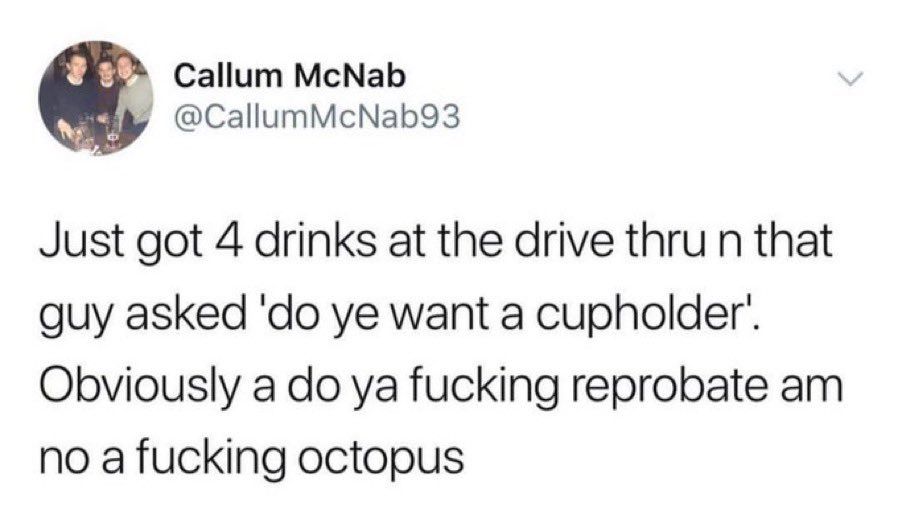 Callum McNab
@CallumMcNab93
Just got 4 drinks at the drive thru n that
guy asked 'do ye want a cupholder'.
Obviously a do ya fucking reprobate am
no a fucking octopus